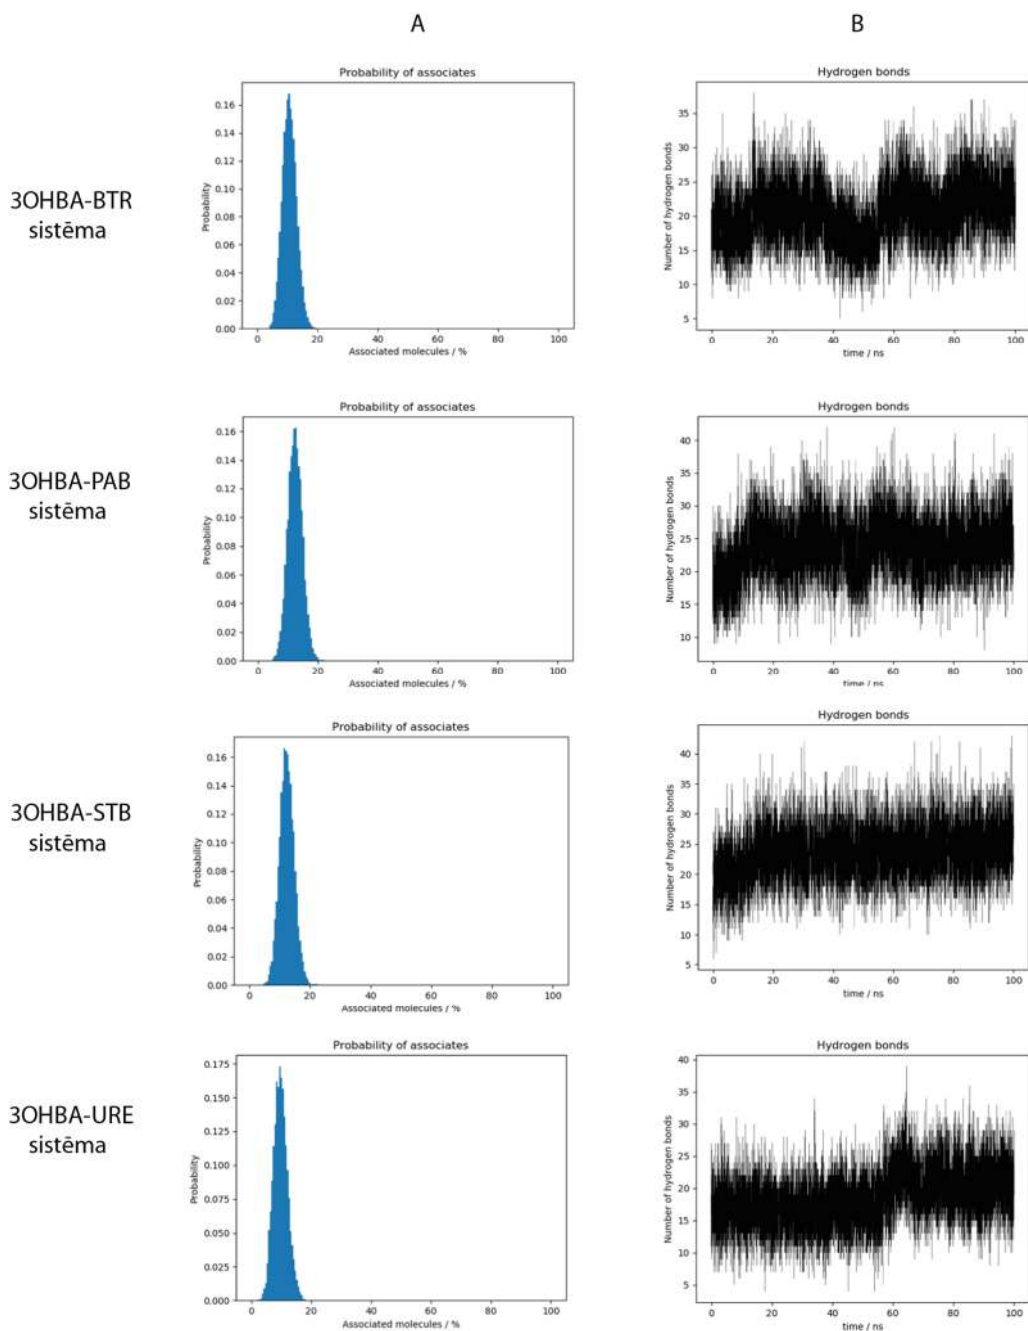 A
B
3OHBA-BTR
sistēma
Probability of associates
Probability
0.16
0.14
0.12
0.10
0.08
0.06
0.04
0.02
0.00
0 20 40 60 80 100
Associated molecules / %
Hydrogen bonds
Number of hydrogen bonds
35
30
25
20
15
10
5
0 20 40 60 80 100
time / ns
3OHBA-PAB
sistēma
Probability of associates
Probability
0.16
0.14
0.12
0.10
0.08
0.06
0.04
0.02
0.00
0 20 40 60 80 100
Associated molecules / %
Hydrogen bonds
Number of hydrogen bonds
40
35
30
25
20
15
10
0 20 40 60 80 100
time / ns
3OHBA-STB
sistēma
Probability of associates
Probability
0.16
0.14
0.12
0.10
0.08
0.06
0.04
0.02
0.00
0 20 40 60 80 100
Associated molecules / %
Hydrogen bonds
Number of hydrogen bonds
40
35
30
25
20
15
10
5
0 20 40 60 80 100
time / ns
3OHBA-URE
sistēma
Probability of associates
Probability
0.175
0.150
0.125
0.100
0.075
0.050
0.025
0.000
0 20 40 60 80 100
Associated molecules / %
Hydrogen bonds
Number of hydrogen bonds
40
35
30
25
20
15
10
5
0 20 40 60 80 100
time / ns